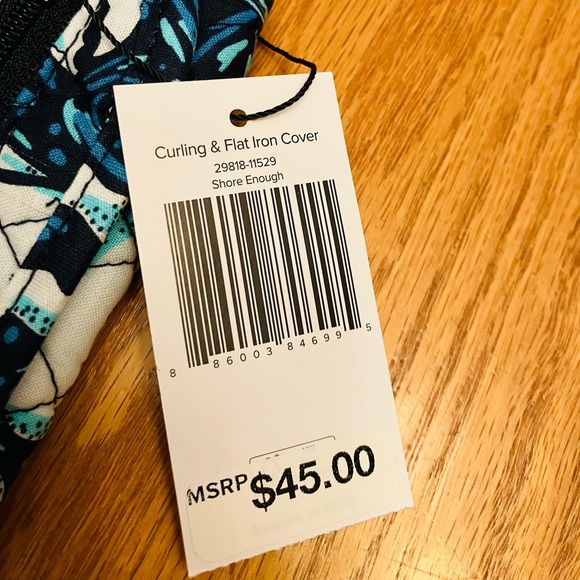 Curling & Flat Iron Cover
29818-11529
Shore Enough
8 86003 84699 5
MSRP $45.00